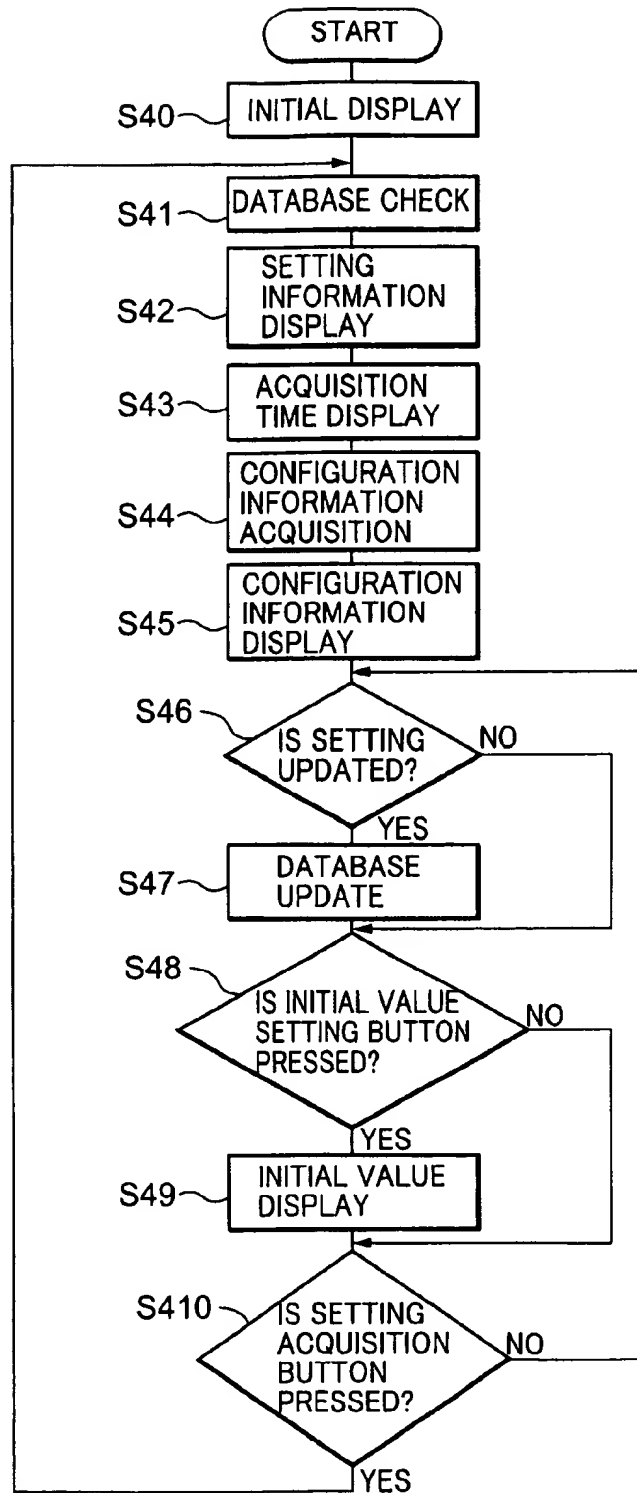 START
S40
INITIAL DISPLAY
S41
DATABASE CHECK
S42
SETTING
INFORMATION
DISPLAY
S43
ACQUISITION
TIME DISPLAY
S44
CONFIGURATION
INFORMATION
ACQUISITION
S45
CONFIGURATION
INFORMATION
DISPLAY
S46
IS SETTING
UPDATED?
NO
YES
S47
DATABASE
UPDATE
S48
IS INITIAL VALUE
SETTING BUTTON
PRESSED?
NO
YES
S49
INITIAL VALUE
DISPLAY
S410
IS SETTING
ACQUISITION
BUTTON
PRESSED?
NO
YES